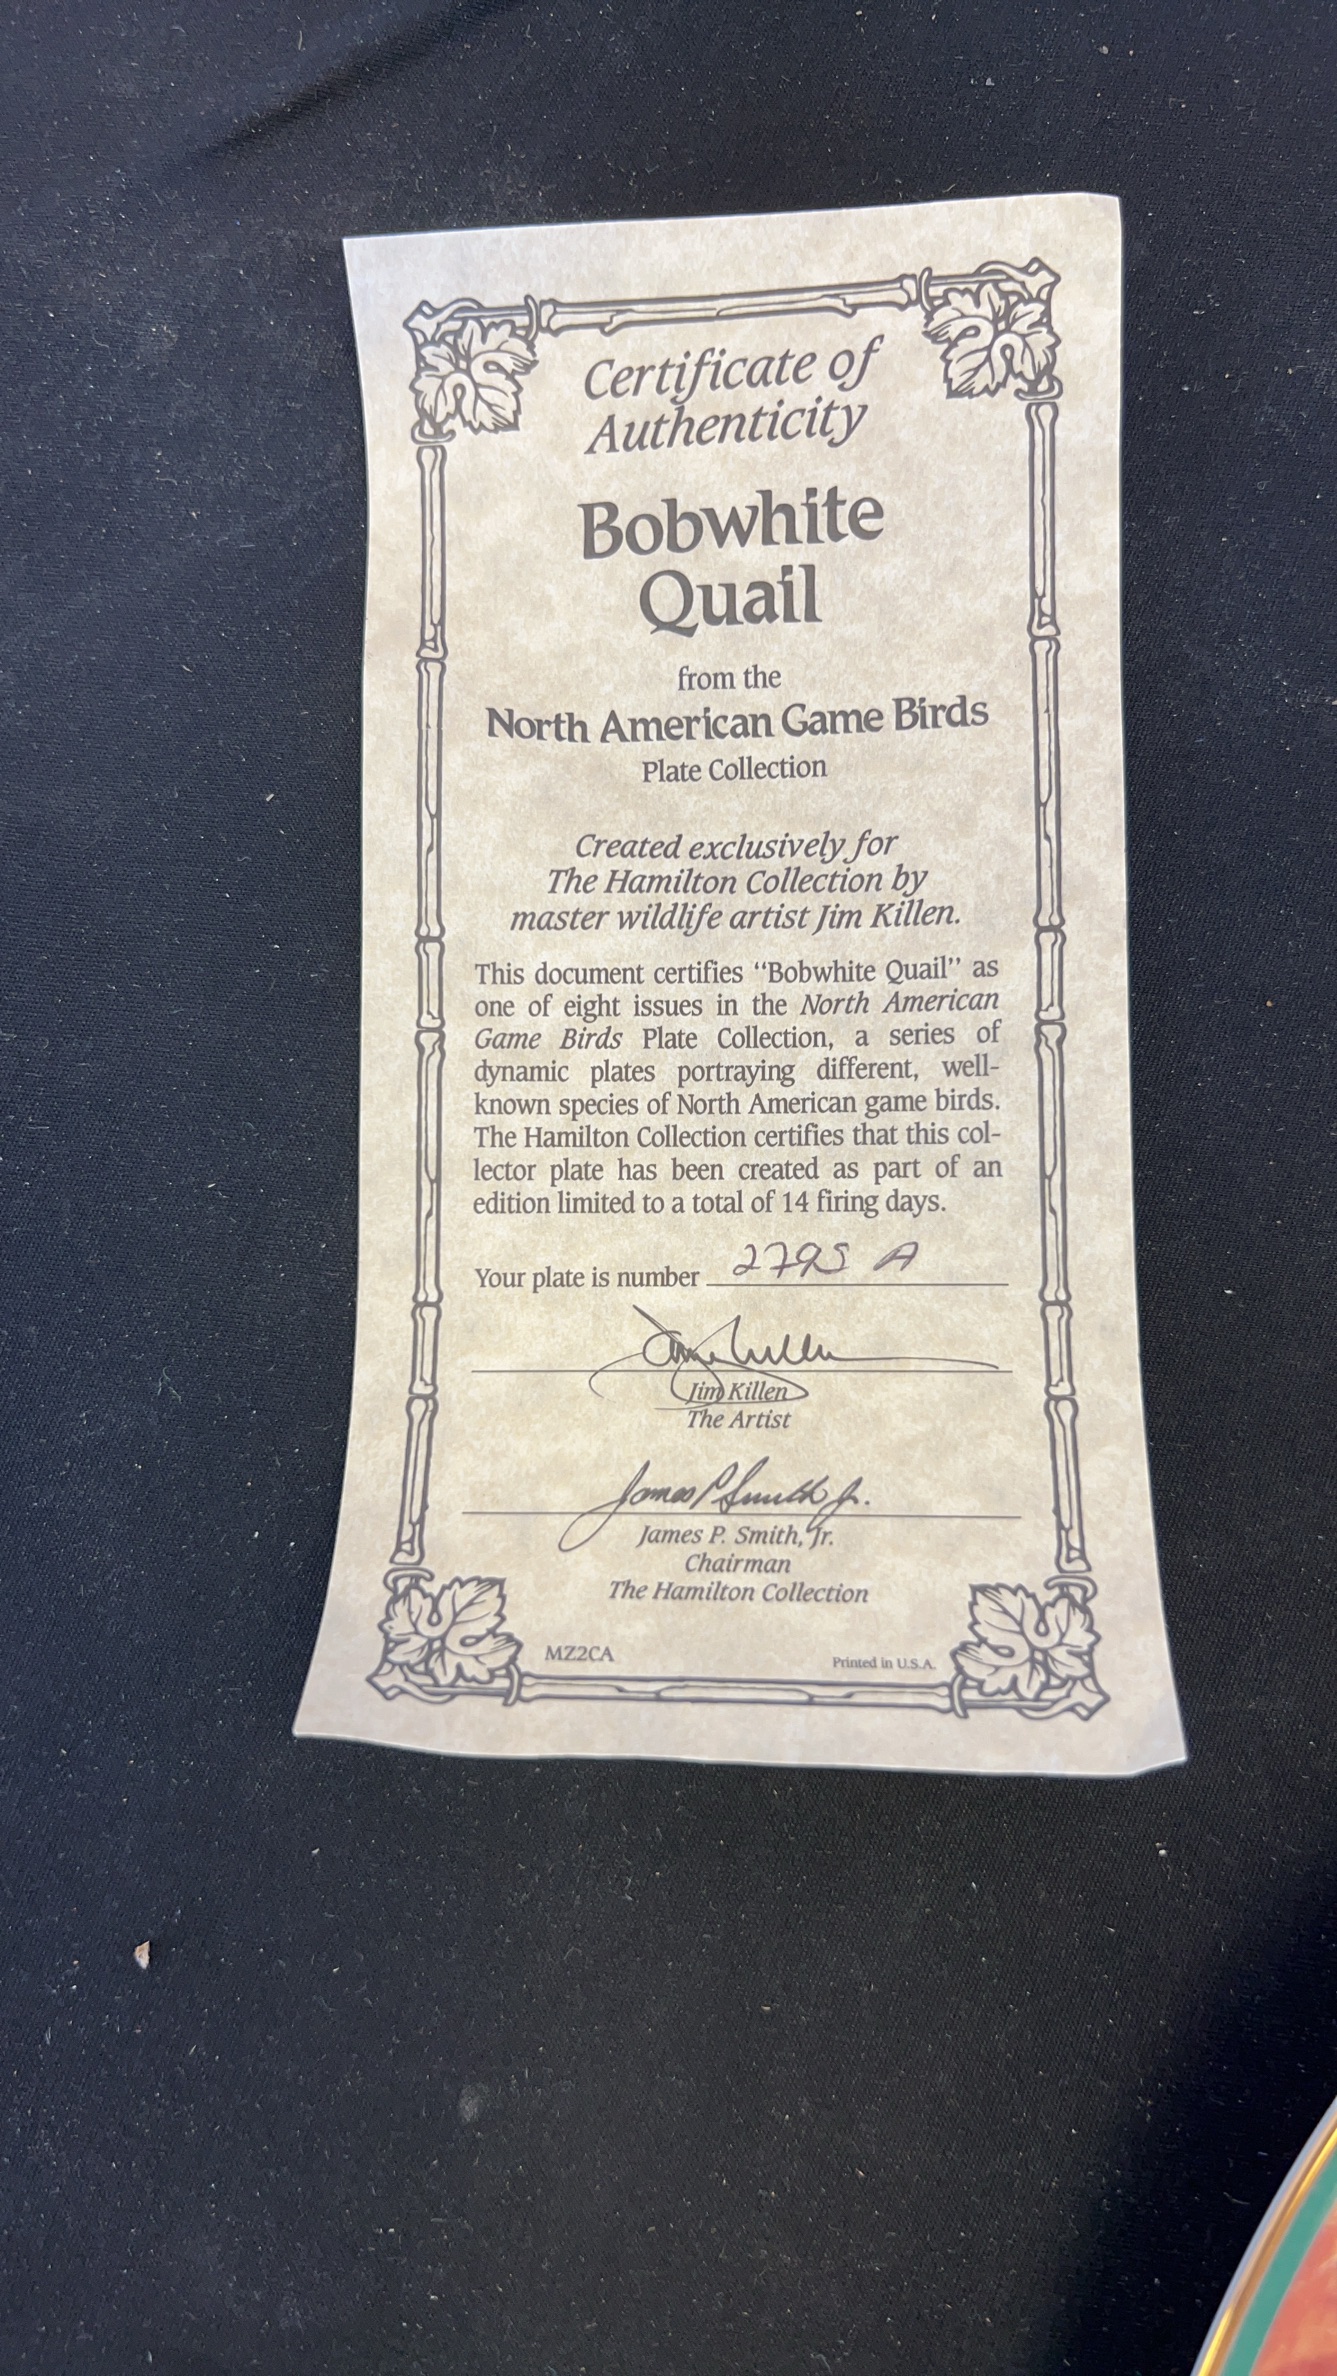 Certificate of
Authenticity
Bobwhite
Quail
from the
North American Game Birds
Plate Collection
Created exclusively for
The Hamilton Collection by
master wildlife artist Jim Killen.
This document certifies “Bobwhite Quail” as
one of eight issues in the North American
Game Birds Plate Collection, a series of
dynamic plates portraying different, well-
known species of North American game birds.
The Hamilton Collection certifies that this col-
lector plate has been created as part of an
edition limited to a total of 14 firing days.
Your plate is number 2795 A
Jim Killen
Jim Killen
The Artist
James P. Smith Jr.
James P. Smith, Jr.
Chairman
The Hamilton Collection
MZ2CA
Printed in U.S.A.